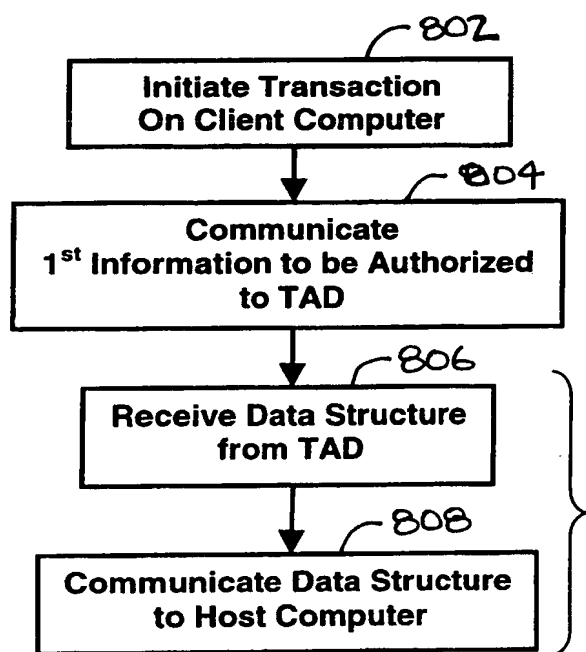 802
Initiate Transaction
On Client Computer
804
Communicate
1st Information to be Authorized
to TAD
806
Receive Data Structure
from TAD
808
Communicate Data Structure
to Host Computer